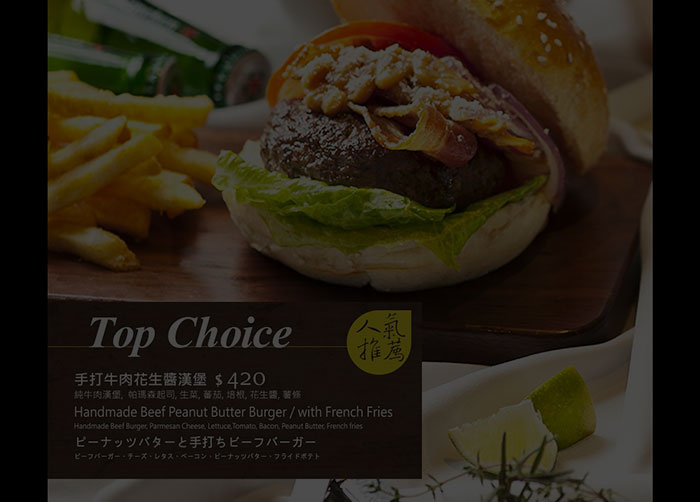 Top Choice
人氣
推薦
手打牛肉花生醬漢堡 $420
純牛肉漢堡, 帕瑪森起司, 生菜, 蕃茄, 培根, 花生醬, 薯條
Handmade Beef Peanut Butter Burger / with French Fries
Handmade Beef Burger, Parmesan Cheese, Lettuce,Tomato, Bacon, Peanut Butter, French fries
ピーナッツバターと手打ちビーフバーガー
ビーフバーガー・チーズ・レタス・ベーコン・ピーナッツバター・フライドポテト